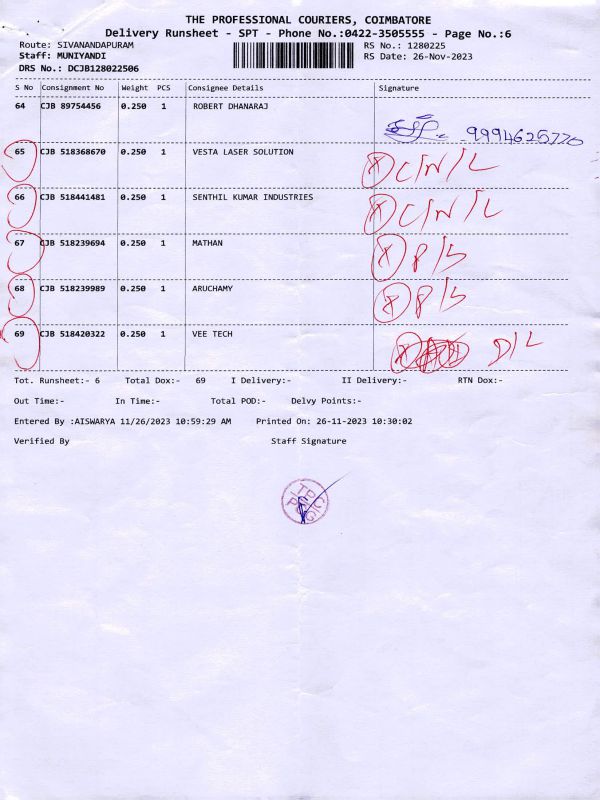 THE PROFESSIONAL COURIERS, COIMBATORE
Delivery Runsheet - SPT - Phone No.:0422-3505555 - Page No.:6
Route: SIVANANDAPURAM RS No.: 1280225
Staff: MUNIYANDI RS Date: 26-Nov-2023
DRS No.: DCJB128022506
S No Consignment No Weight PCS Consignee Details Signature
64 CJB 89754456 0.250 1 ROBERT DHANARAJ
9994625770
65 CJB 518368670 0.250 1 VESTA LASER SOLUTION C/N/L
66 CJB 518441481 0.250 1 SENTHIL KUMAR INDUSTRIES C/N/L
67 CJB 518239694 0.250 1 MATHAN P/S
68 CJB 518239989 0.250 1 ARUCHAMY P/S
69 CJB 518420322 0.250 1 VEE TECH D/L
Tot. Runsheet:- 6 Total Dox:- 69 I Delivery:- II Delivery:- RTN Dox:-
Out Time:- In Time:- Total POD:- Delvy Points:-
Entered By :AISWARYA 11/26/2023 10:59:29 AM Printed On: 26-11-2023 10:30:02
Verified By Staff Signature